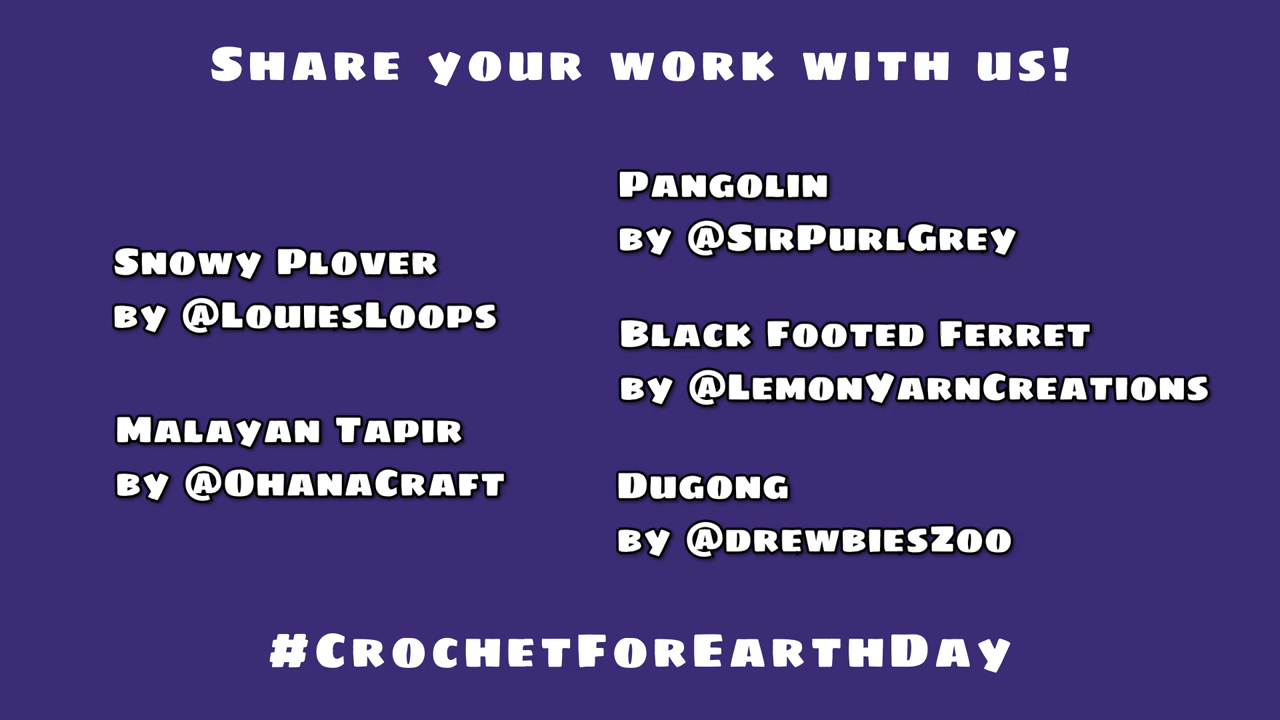 Share your work with us!
Snowy Plover
by @LouiesLoops
Malayan Tapir
by @OhanaCraft
Pangolin
by @SirPurlGrey
Black Footed Ferret
by @LemonYarnCreations
Dugong
by @drewbiesZoo
#CrochetForEarthDay